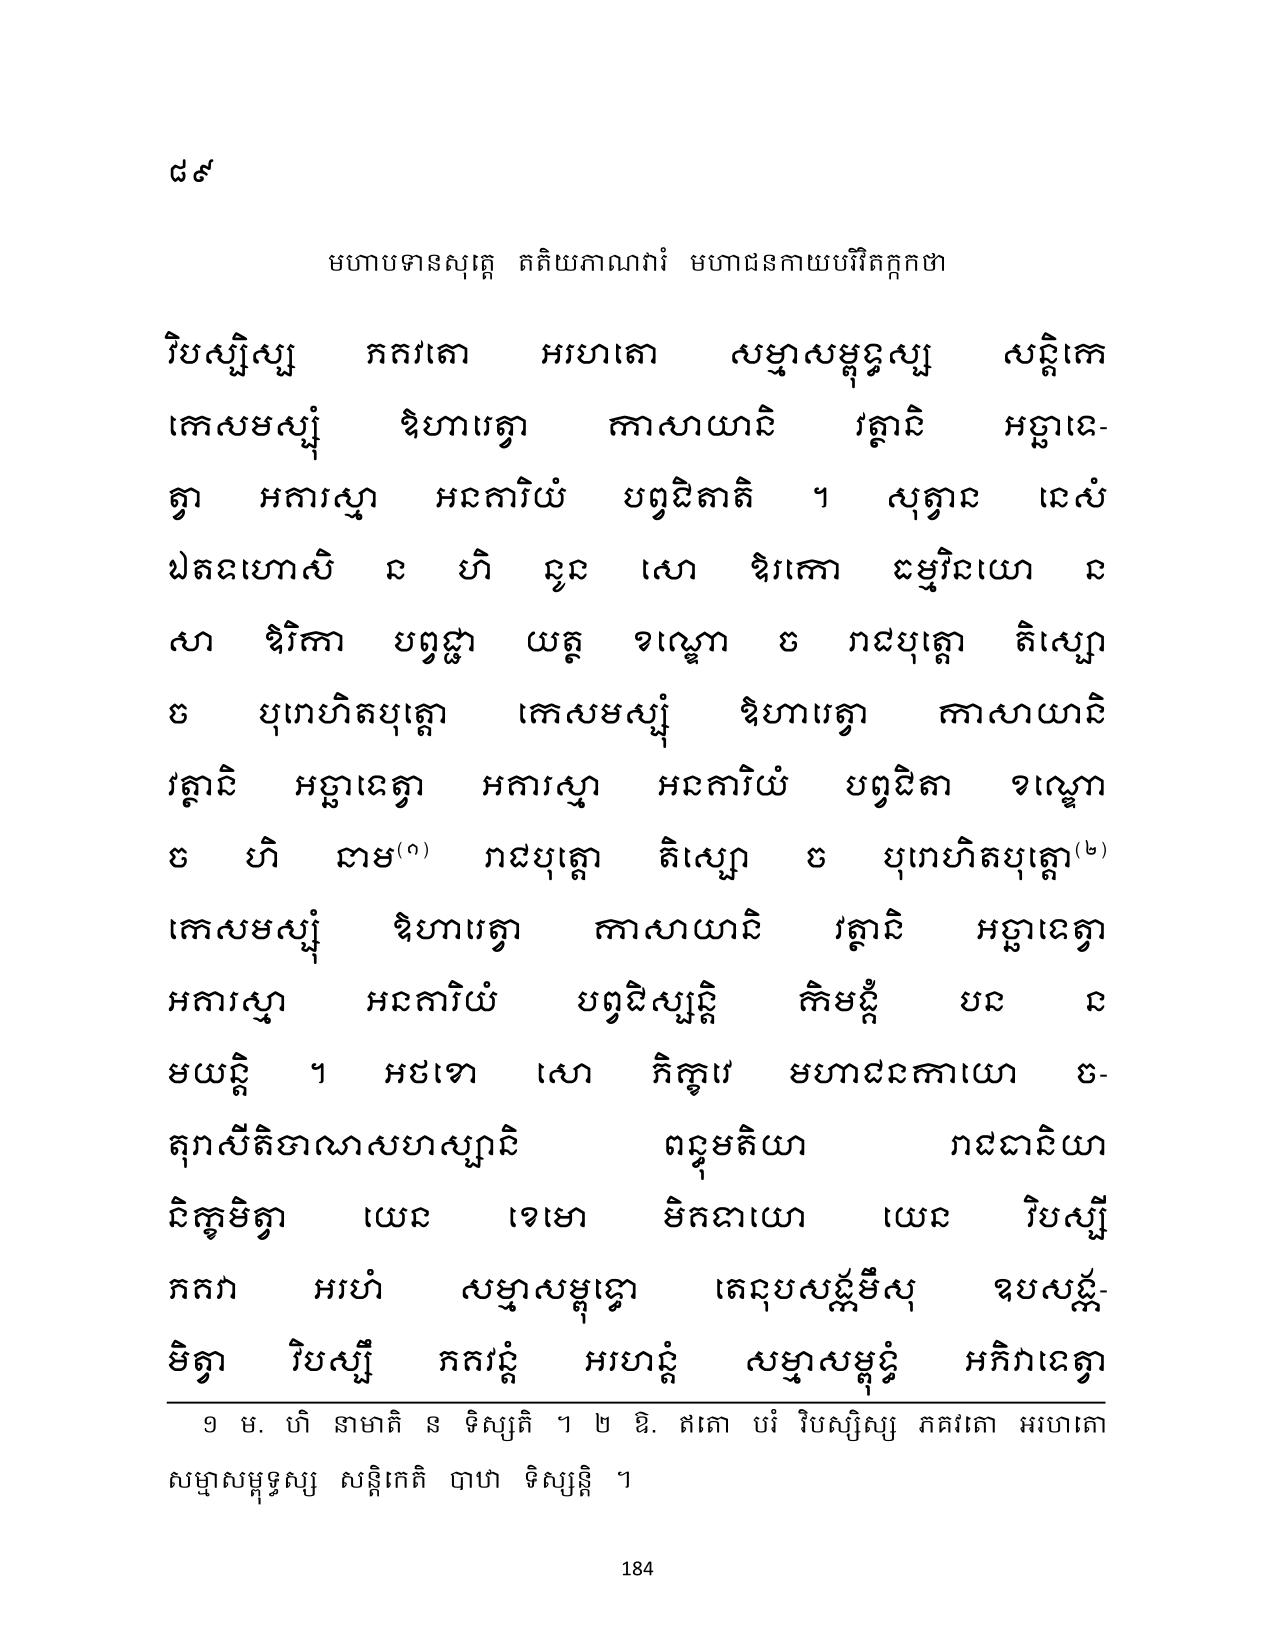 ៨៩
មហាបទានសុត្តេ តតិយភាណវារំ មហាជនកាយបរិវិតក្កកថា
វិបស្សិស្ស ភគវតោ អរហតោ សម្មាសម្ពុទ្ធស្ស សន្តិកេ
កេសមស្សុំ ឱហារេត្វា កាសាយានិ វត្ថានិ អច្ឆាទេ-
ត្វា អគារស្មា អនគារិយំ បព្វជិតាតិ ។ សុត្វាន នេសំ
ឯតទហោសិ ន ហិ នូន សោ ឱរកោ ធម្មវិនយោ ន
សា ឱរិកា បព្វជ្ជា យត្ថ ខណ្ឌោ ច រាជបុត្តោ តិស្សោ
ច បុរោហិតបុត្តោ កេសមស្សុំ ឱហារេត្វា កាសាយានិ
វត្ថានិ អច្ឆាទេត្វា អគារស្មា អនគារិយំ បព្វជិតា ខណ្ឌោ
ច ហិ នាម(១) រាជបុត្តោ តិស្សោ ច បុរោហិតបុត្តោ(២)
កេសមស្សុំ ឱហារេត្វា កាសាយានិ វត្ថានិ អច្ឆាទេត្វា
អគារស្មា អនគារិយំ បព្វជិស្សន្តិ កិមង្គំ បន ន
មយន្តិ ។ អថខោ សោ ភិក្ខវេ មហាជនកាយោ ច-
តុរាសីតិបាណសហស្សានិ ពន្ធុមតិយា រាជធានិយា
និក្ខមិត្វា យេន ខេមោ មិគទាយោ យេន វិបស្សី
ភគវា អរហំ សម្មាសម្ពុទ្ធោ តេនុបសង្កមឹសុ ឧបសង្ក-
មិត្វា វិបស្សឹ ភគវន្តំ អរហន្តំ សម្មាសម្ពុទ្ធំ អភិវាទេត្វា
១ ម. ហិ នាមាតិ ន ទិស្សតិ ។ ២ ឱ. ឥតោ បរំ វិបស្សិស្ស ភគវតោ អរហតោ
សម្មាសម្ពុទ្ធស្ស សន្តិកេតិ បាឋា ទិស្សន្តិ ។
184